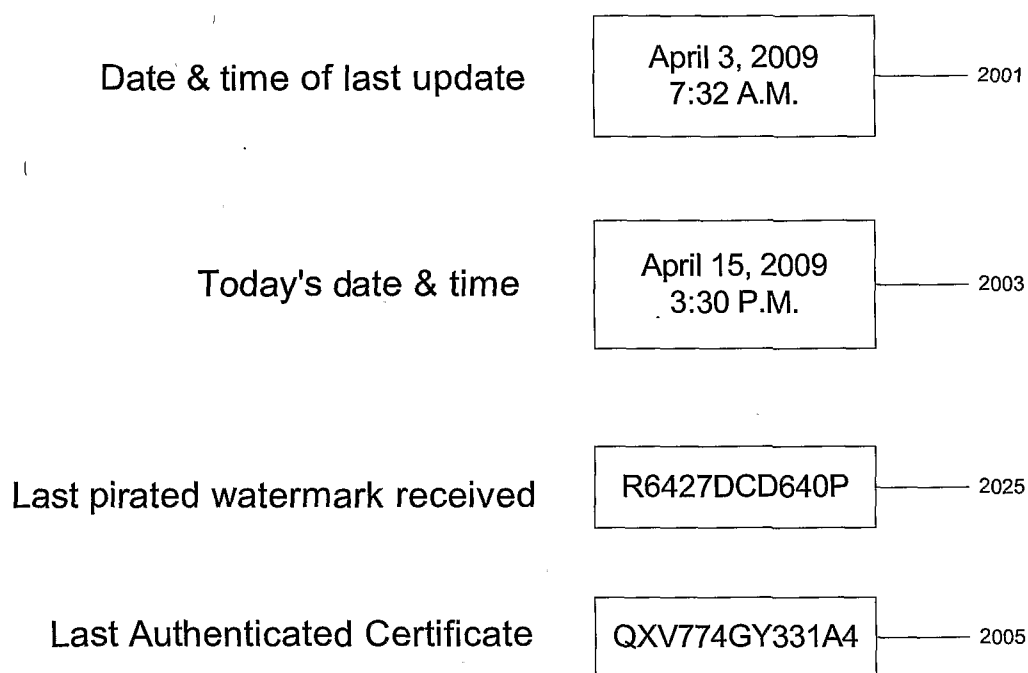 Date & time of last update
April 3, 2009
7:32 A.M.
2001
Today's date & time
April 15, 2009
3:30 P.M.
2003
Last pirated watermark received
R6427DCD640P
2025
Last Authenticated Certificate
QXV774GY331A4
2005